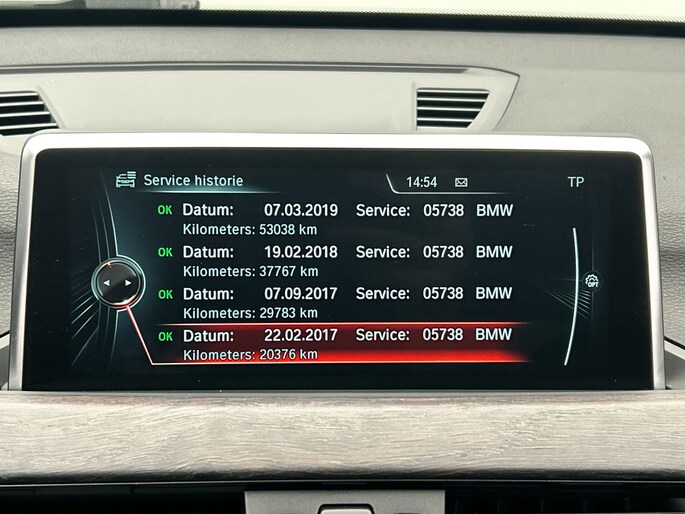 Service historie 14:54 TP
OK Datum: 07.03.2019 Service: 05738 BMW
Kilometers: 53038 km
OK Datum: 19.02.2018 Service: 05738 BMW
Kilometers: 37767 km
OK Datum: 07.09.2017 Service: 05738 BMW
Kilometers: 29783 km
OPT
OK Datum: 22.02.2017 Service: 05738 BMW
Kilometers: 20376 km